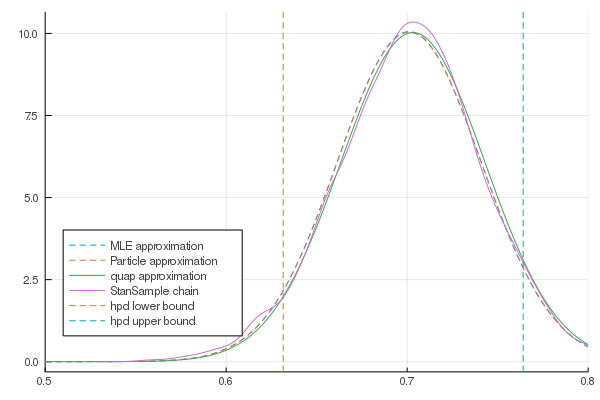 10.0
7.5
5.0
2.5
0.0
MLE approximation
Particle approximation
quap approximation
StanSample chain
hpd lower bound
hpd upper bound
0.5 0.6 0.7 0.8